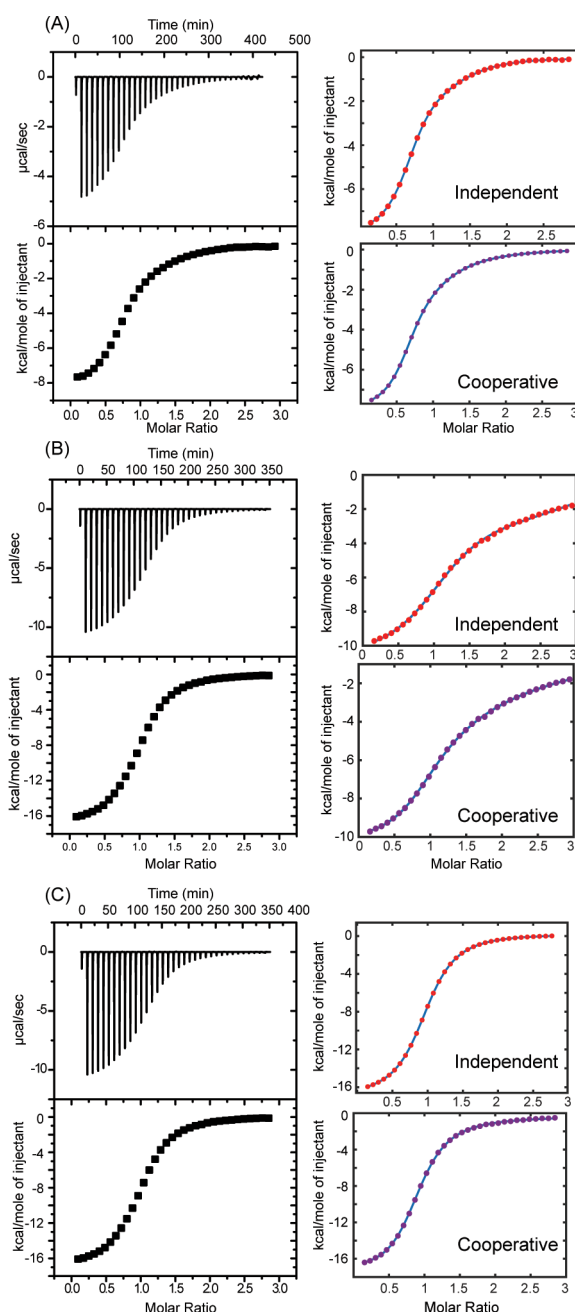 (A)
Time (min)
0 100 200 300 400 500
0
-2
-4
-6
µcal/sec
0
-2
-4
-6
-8
kcal/mole of injectant
0.0 0.5 1.0 1.5 2.0 2.5 3.0
Molar Ratio
0
-2
-4
-6
kcal/mole of injectant
Independent
0.5 1 1.5 2 2.5
0
-2
-4
-6
kcal/mole of injectant
Cooperative
0.5 1 1.5 2 2.5 3
Molar Ratio
(B)
Time (min)
0 50 100 150 200 250 300 350
0
-5
-10
µcal/sec
0
-4
-8
-12
-16
kcal/mole of injectant
0.0 0.5 1.0 1.5 2.0 2.5 3.0
Molar Ratio
0
-2
-4
-6
-8
-10
kcal/mole of injectant
Independent
0 0.5 1 1.5 2 2.5 3
-2
-4
-6
-8
-10
kcal/mole of injectant
Cooperative
0 0.5 1 1.5 2 2.5 3
Molar Ratio
(C)
Time (min)
0 50 100 150 200 250 300 350 400
0
-5
-10
µcal/sec
0
-4
-8
-12
-16
kcal/mole of injectant
0.0 0.5 1.0 1.5 2.0 2.5 3.0
Molar Ratio
0
-4
-8
-12
-16
kcal/mole of injectant
Independent
0.5 1 1.5 2 2.5 3
0
-4
-8
-12
-16
kcal/mole of injectant
Cooperative
0.5 1 1.5 2 2.5 3
Molar Ratio